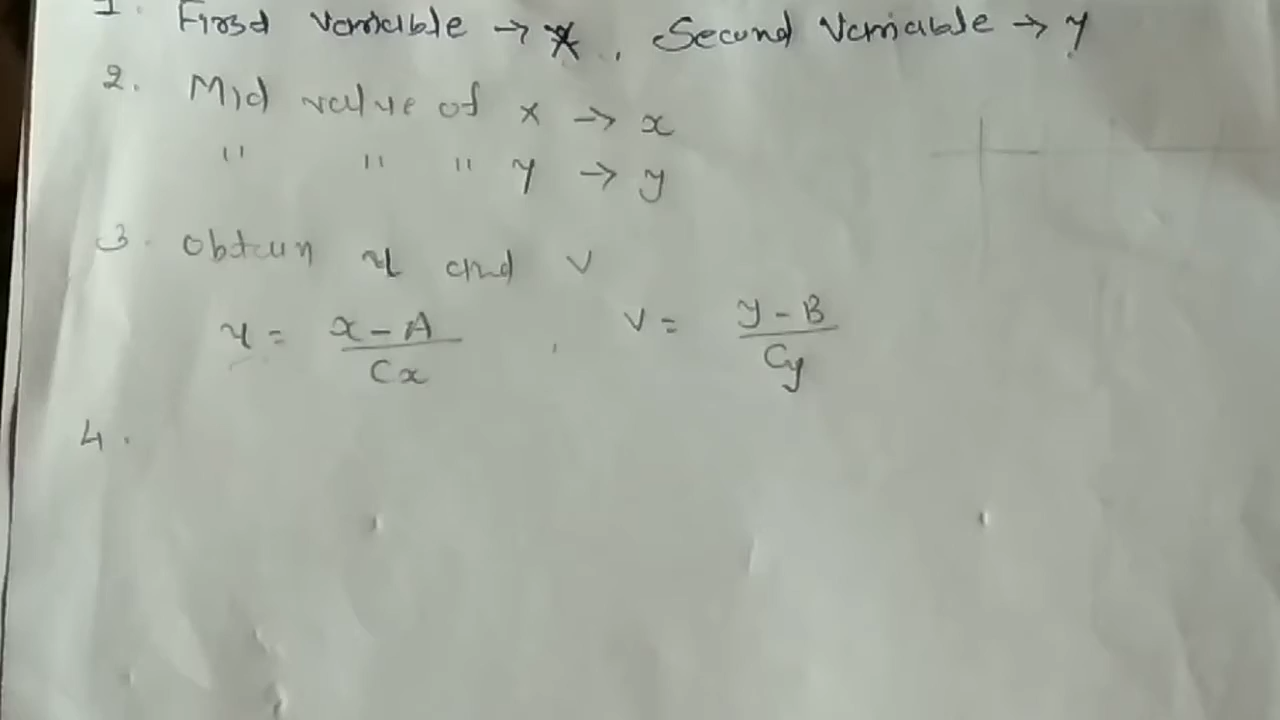 1. First Variable → X, Second Variable → Y
2. Mid value of X → x
" " " Y → y
3. Obtain u and v
u = x - A / Cx , v = y - B / Cy
4.